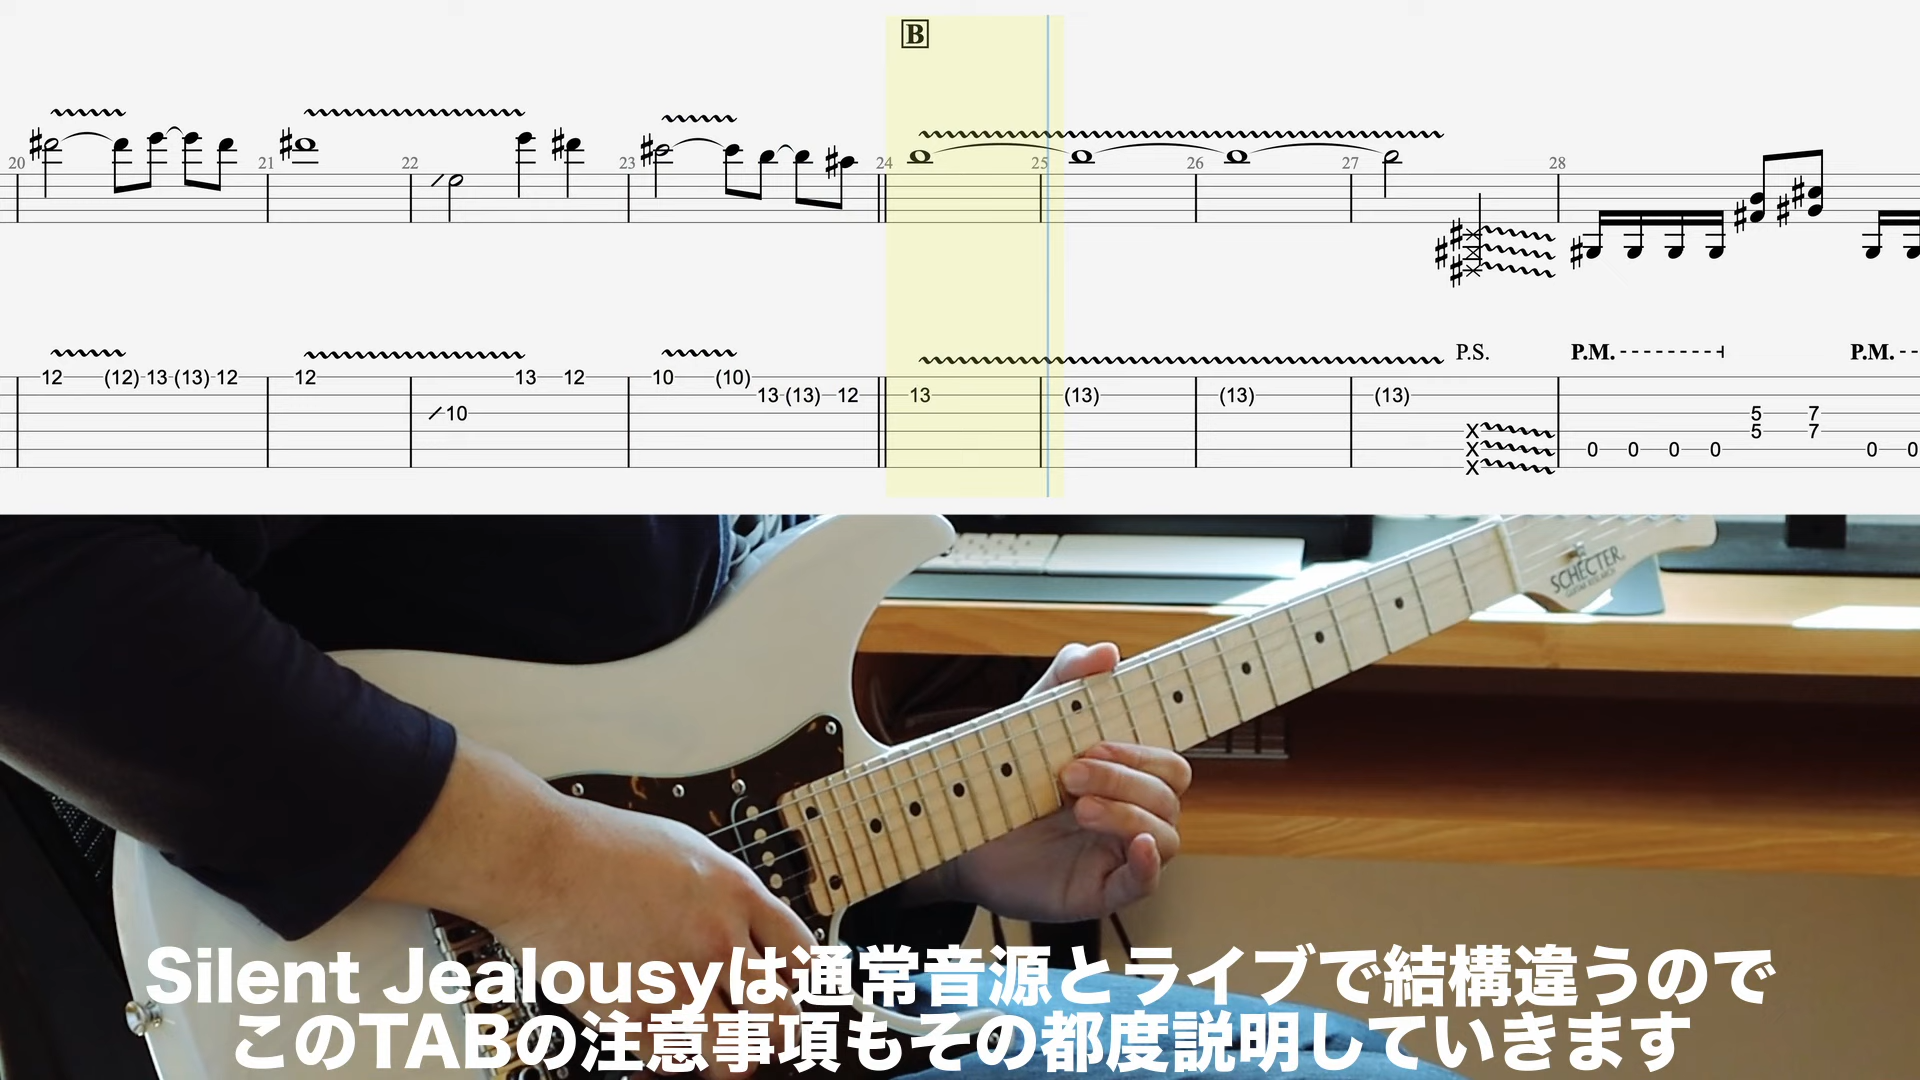 B
20 21 22 23 24 25 26 27 28
P.S. P.M. P.M.
12 (12) 13 (13) 12 12 13 12 10 (10)
13 (13) 12 13 (13) (13) (13)
10 5 7
X 5 7
X 0 0 0 0 0 0
X
SCHECTER
Silent Jealousyは通常音源とライブで結構違うので
このTABの注意事項もその都度説明していきます